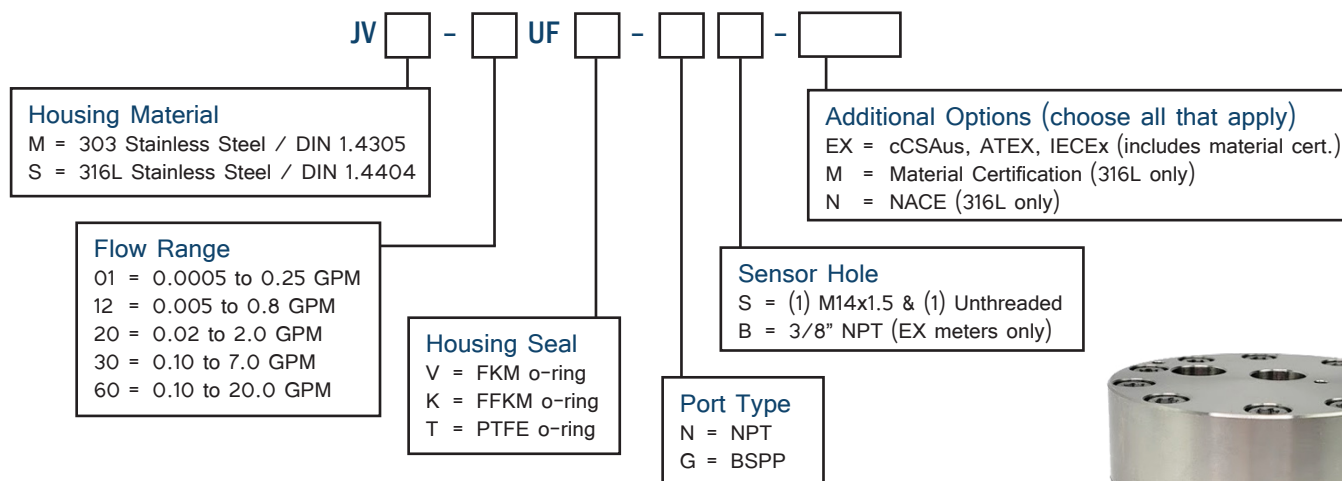 JV - UF - -
Housing Material
M = 303 Stainless Steel / DIN 1.4305
S = 316L Stainless Steel / DIN 1.4404
Flow Range
01 = 0.0005 to 0.25 GPM
12 = 0.005 to 0.8 GPM
20 = 0.02 to 2.0 GPM
30 = 0.10 to 7.0 GPM
60 = 0.10 to 20.0 GPM
Housing Seal
V = FKM o-ring
K = FFKM o-ring
T = PTFE o-ring
Port Type
N = NPT
G = BSPP
Sensor Hole
S = (1) M14x1.5 & (1) Unthreaded
B = 3/8” NPT (EX meters only)
Additional Options (choose all that apply)
EX = cCSAus, ATEX, IECEx (includes material cert.)
M = Material Certification (316L only)
N = NACE (316L only)